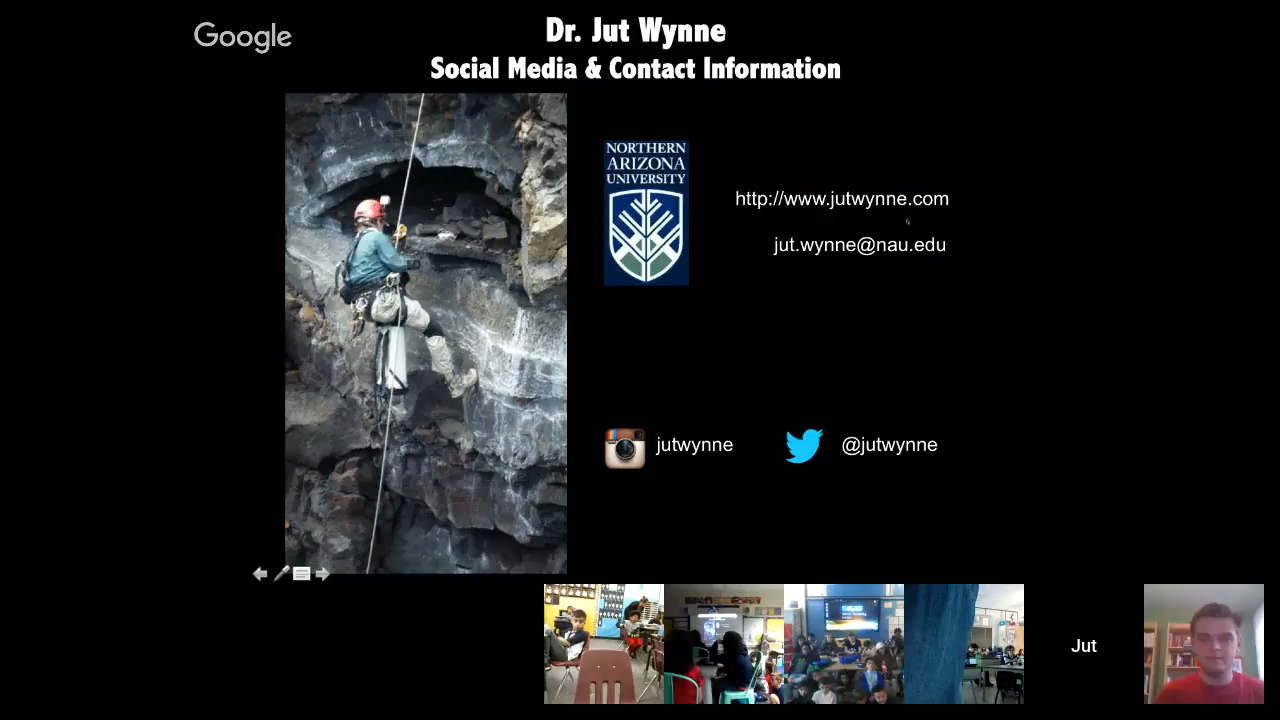 Google
Dr. Jut Wynne
Social Media & Contact Information
NORTHERN
ARIZONA
UNIVERSITY
http://www.jutwynne.com
jut.wynne@nau.edu
jutwynne
@jutwynne
Jut